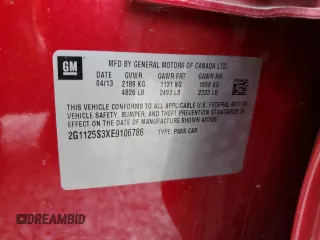 GM
MFD BY GENERAL MOTORS OF CANADA LTD.
DATE GVWR GAWR FRT GAWR RR
04/13 2189 KG 1131 KG 1058 KG
4826 LB 2493 LB 2333 LB
THIS VEHICLE CONFORMS TO ALL APPLICABLE U.S. FEDERAL MOTOR
VEHICLE SAFETY, BUMPER, AND THEFT PREVENTION STANDARDS
IN EFFECT ON THE DATE OF MANUFACTURE SHOWN ABOVE.
2G1125S3XE9106786 TYPE: PASS CAR
DREAMBID